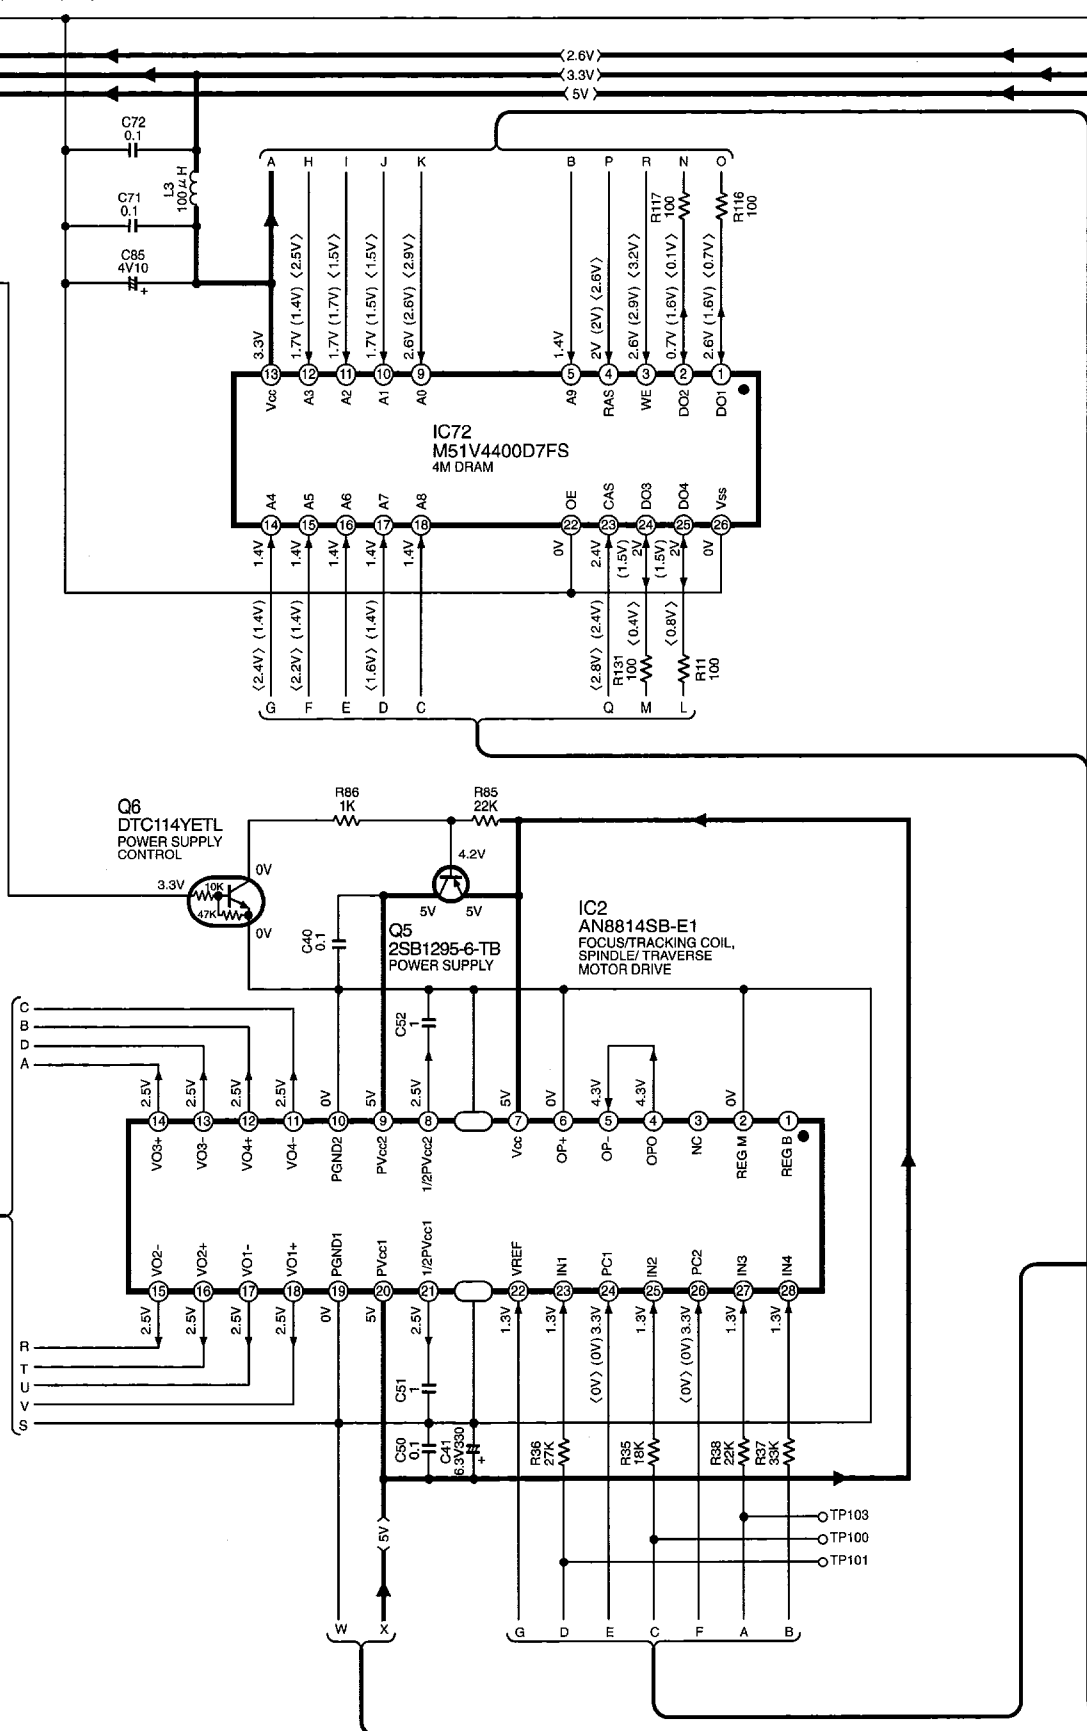 (2.6V)
(3.3V)
(5V)
C72
0.1
L3
100μH
C71
0.1
C85
4V10
+
A H I J K B P R N O
R117
100
R116
100
3.3V
1.7V (1.4V) <2.5V>
1.7V (1.7V) <1.5V>
1.7V (1.5V) <1.5V>
2.6V (2.6V) <2.9V>
1.4V
2V (2V) <2.6V>
2.6V (2.9V) <3.2V>
0.7V (1.6V) <0.1V>
2.6V (1.6V) <0.7V>
13 12 11 10 9 5 4 3 2 1
Vcc A3 A2 A1 A0 A9 RAS WE DO2 DO1
IC72
M51V4400D7FS
4M DRAM
A4 A5 A6 A7 A8 OE CAS DO3 DO4 Vss
14 15 16 17 18 22 23 24 25 26
1.4V 1.4V 1.4V 1.4V 1.4V 0V 2.4V 2V 2V 0V
(1.5V) (1.5V)
<2.4V> (1.4V)
<2.2V> (1.4V)
<1.6V> (1.4V)
<2.8V> (2.4V)
<0.4V>
<0.8V>
R131
100
R11
100
G F E D C Q M L
Q6
DTC114YETL
POWER SUPPLY
CONTROL
R86
1K
R85
22K
4.2V
3.3V
10K
47K
0V
0V
5V 5V
Q5
2SB1295-6-TB
POWER SUPPLY
C40
0.1
IC2
AN8814SB-E1
FOCUS/TRACKING COIL,
SPINDLE/TRAVERSE
MOTOR DRIVE
C
B
D
A
C52
1
2.5V 2.5V 2.5V 2.5V 0V 5V 2.5V 5V 0V 4.3V 4.3V 0V
14 13 12 11 10 9 8 7 6 5 4 3 2 1
VO3+ VO3- VO4+ VO4- PGND2 PVcc2 1/2PVcc2 Vcc OP+ OP- OPO NC REG M REG B
VO2- VO2+ VO1- VO1+ PGND1 PVcc1 1/2PVcc1 VREF IN1 PC1 IN2 PC2 IN3 IN4
15 16 17 18 19 20 21 22 23 24 25 26 27 28
2.5V 2.5V 2.5V 2.5V 0V 5V 2.5V 1.3V 1.3V <0V> (0V) 3.3V 1.3V <0V> (0V) 3.3V 1.3V 1.3V
R
T
U
V
S
C51
1
C50
0.1
C41
6.3V330
+
R36
27K
R35
18K
R38
22K
R37
33K
(5V)
TP103
TP100
TP101
W X G D E C F A B